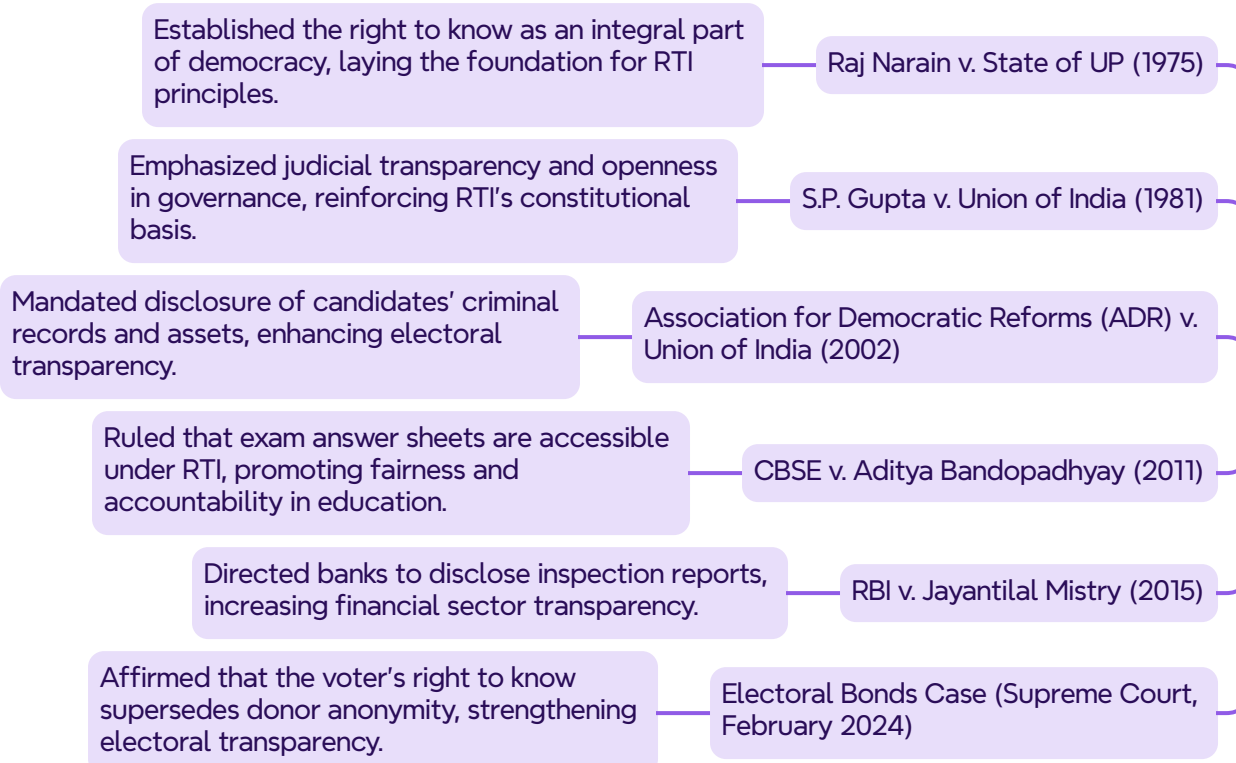 Established the right to know as an integral part
of democracy, laying the foundation for RTI
principles.
Raj Narain v. State of UP (1975)
Emphasized judicial transparency and openness
in governance, reinforcing RTI's constitutional
basis.
S.P. Gupta v. Union of India (1981)
Mandated disclosure of candidates' criminal
records and assets, enhancing electoral
transparency.
Association for Democratic Reforms (ADR) v.
Union of India (2002)
Ruled that exam answer sheets are accessible
under RTI, promoting fairness and
accountability in education.
CBSE v. Aditya Bandopadhyay (2011)
Directed banks to disclose inspection reports,
increasing financial sector transparency.
RBI v. Jayantilal Mistry (2015)
Affirmed that the voter's right to know
supersedes donor anonymity, strengthening
electoral transparency.
Electoral Bonds Case (Supreme Court,
February 2024)